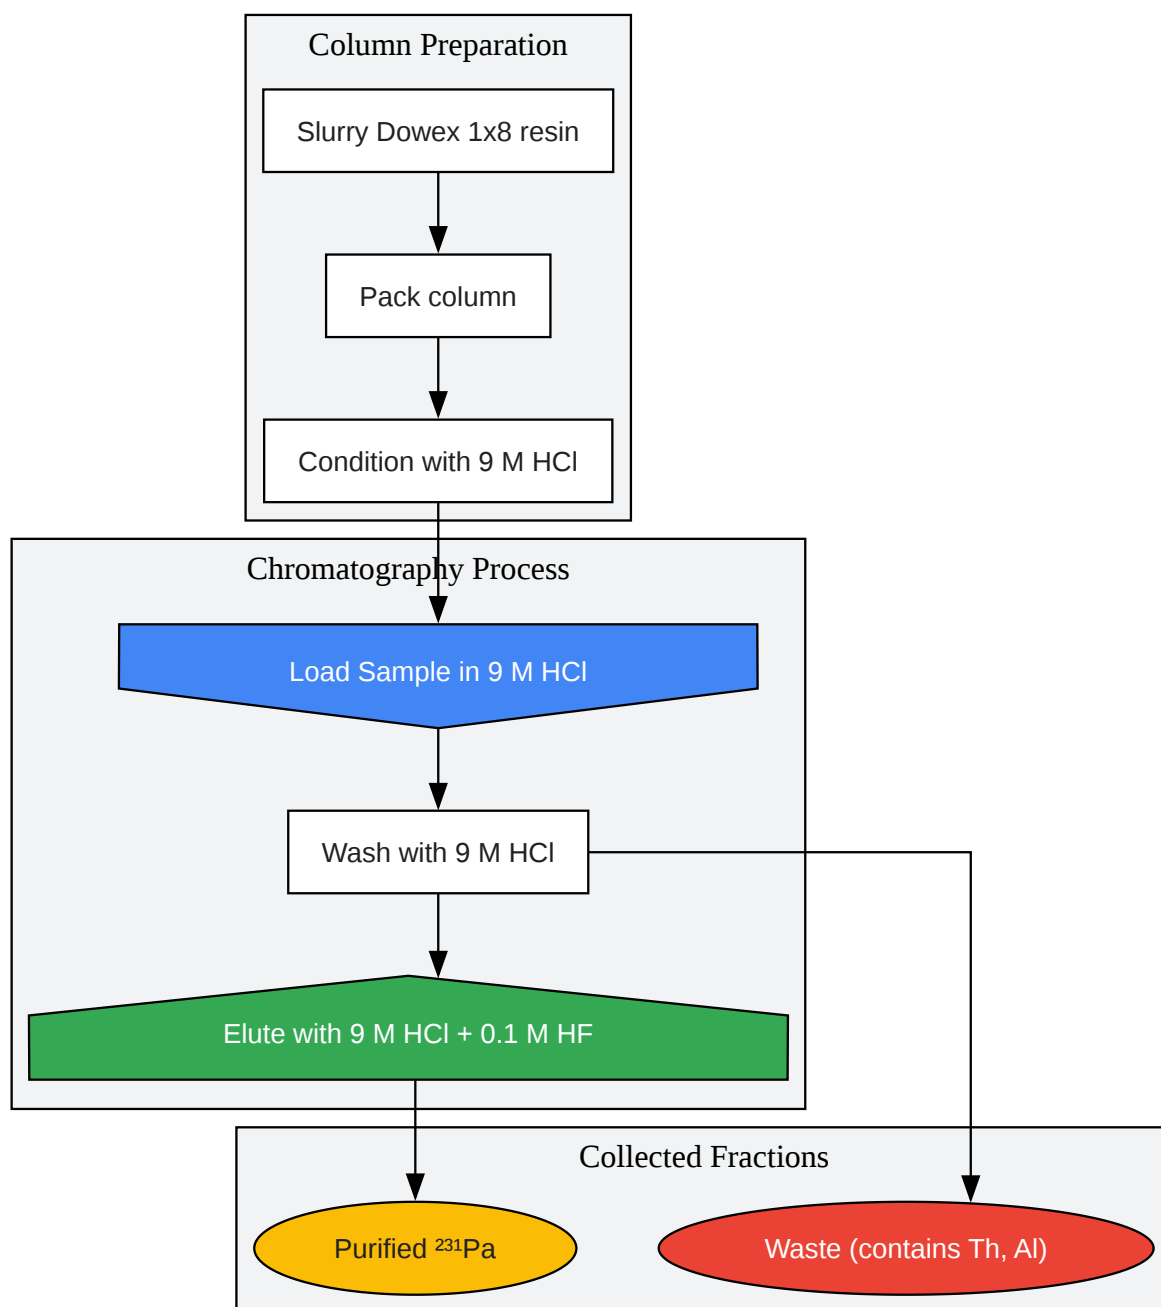 Column Preparation
Slurry Dowex 1x8 resin
Pack column
Condition with 9 M HCl
Chromatography Process
Load Sample in 9 M HCl
Wash with 9 M HCl
Elute with 9 M HCl + 0.1 M HF
Collected Fractions
Purified ²³¹Pa
Waste (contains Th, Al)